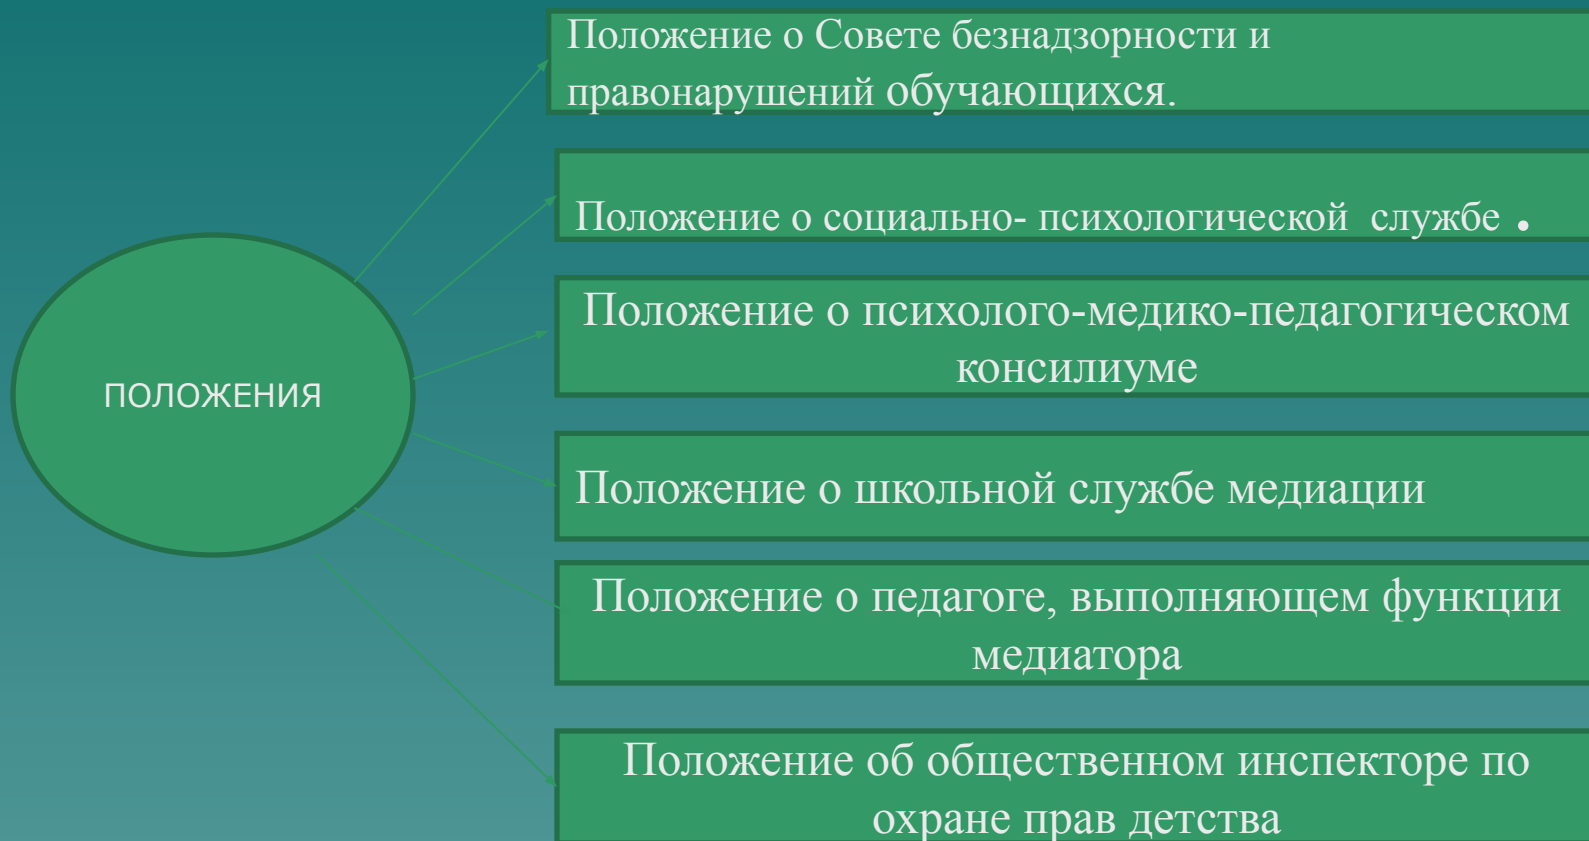 Положение о Совете безнадзорности и
правонарушений обучающихся.
Положение о социально- психологической  службе .
Положение о психолого-медико-педагогическом
консилиуме
ПОЛОЖЕНИЯ
Положение о школьной службе медиации
Положение о педагоге, выполняющем функции
медиатора
Положение об общественном инспекторе по
охране прав детства